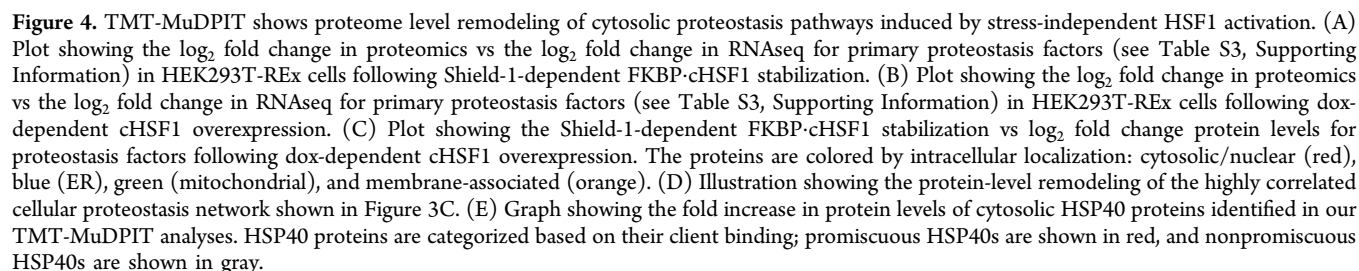 Figure 4. TMT-MuDPIT shows proteome level remodeling of cytosolic proteostasis pathways induced by stress-independent HSF1 activation. (A)
Plot showing the log₂ fold change in proteomics vs the log₂ fold change in RNAseq for primary proteostasis factors (see Table S3, Supporting
Information) in HEK293T-REx cells following Shield-1-dependent FKBP·cHSF1 stabilization. (B) Plot showing the log₂ fold change in proteomics
vs the log₂ fold change in RNAseq for primary proteostasis factors (see Table S3, Supporting Information) in HEK293T-REx cells following dox-
dependent cHSF1 overexpression. (C) Plot showing the Shield-1-dependent FKBP·cHSF1 stabilization vs log₂ fold change protein levels for
proteostasis factors following dox-dependent cHSF1 overexpression. The proteins are colored by intracellular localization: cytosolic/nuclear (red),
blue (ER), green (mitochondrial), and membrane-associated (orange). (D) Illustration showing the protein-level remodeling of the highly correlated
cellular proteostasis network shown in Figure 3C. (E) Graph showing the fold increase in protein levels of cytosolic HSP40 proteins identified in our
TMT-MuDPIT analyses. HSP40 proteins are categorized based on their client binding; promiscuous HSP40s are shown in red, and nonpromiscuous
HSP40s are shown in gray.